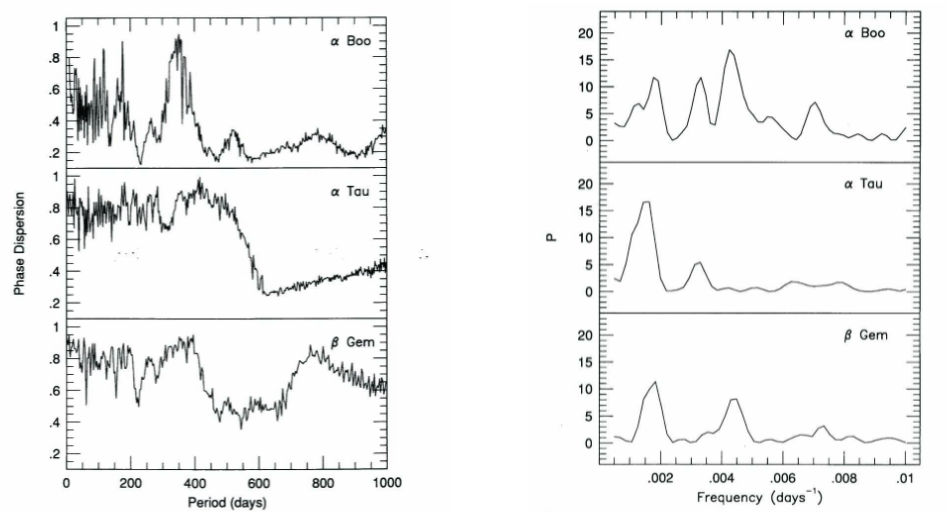 Phase Dispersion
1
.8
.6
.4
.2
α Boo
1
.8
.6
.4
.2
α Tau
1
.8
.6
.4
.2
β Gem
0 200 400 600 800 1000
Period (days)
P
20
15
10
5
0
α Boo
20
15
10
5
0
α Tau
20
15
10
5
0
β Gem
.002 .004 .006 .008 .01
Frequency (days⁻¹)